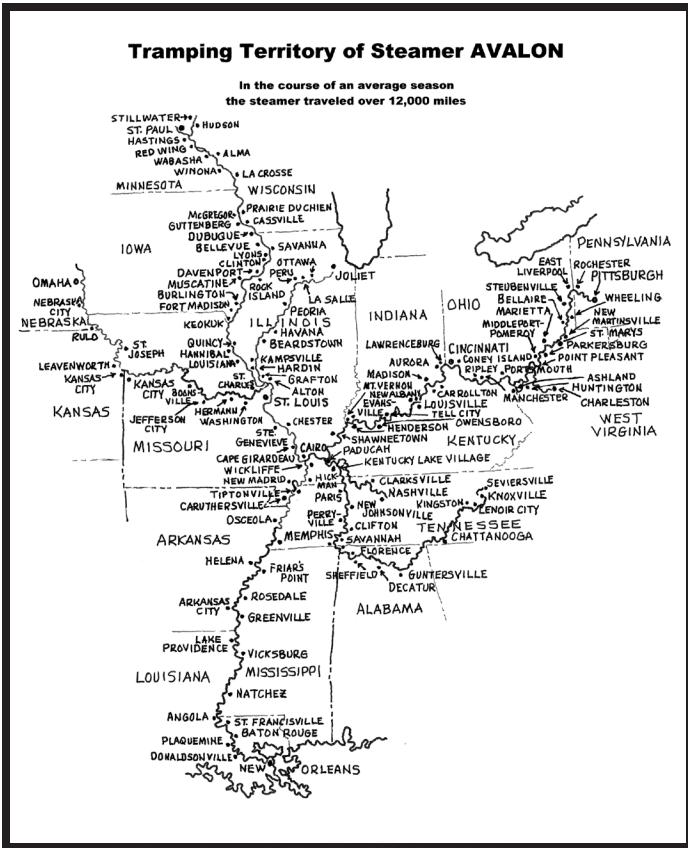 Tramping Territory of Steamer AVALON
In the course of an average season
the steamer traveled over 12,000 miles
STILLWATER
ST. PAUL
HUDSON
HASTINGS
RED WING
WABASHA
ALMA
WINONA
LA CROSSE
MINNESOTA
WISCONSIN
PRAIRIE DU CHIEN
McGREGOR
CASSVILLE
GUTTENBERG
DUBUQUE
IOWA
BELLEVUE
SAVANNA
LYONS
CLINTON
OTTAWA
DAVENPORT
PERU
JOLIET
MUSCATINE
ROCK
ISLAND
LA SALLE
BURLINGTON
FORT MADISON
PEORIA
ILLINOIS
KEOKUK
HAVANA
BEARDSTOWN
QUINCY
HANNIBAL
KAMPSVILLE
LOUISIANA
HARDIN
ST.
CHARLES
GRAFTON
ALTON
ST. LOUIS
OMAHA
NEBRASKA
CITY
NEBRASKA
RULO
ST.
JOSEPH
LEAVENWORTH
KANSAS
CITY
KANSAS
CITY
BOONS
VILLE
KANSAS
JEFFERSON
CITY
HERMANN
WASHINGTON
MISSOURI
STE.
GENEVIEVE
CHESTER
CAPE GIRARDEAU
CAIRO
WICKLIFFE
NEW MADRID
HICK-
MAN
TIPTONVILLE
CARUTHERSVILLE
PENNSYLVANIA
EAST
LIVERPOOL
ROCHESTER
PITTSBURGH
STEUBENVILLE
BELLAIRE
WHEELING
MARIETTA
NEW
MARTINSVILLE
MIDDLEPORT-
POMEROY
ST. MARYS
PARKERSBURG
POINT PLEASANT
OHIO
INDIANA
LAWRENCEBURG
CINCINNATI
CONEY ISLAND
AURORA
RIPLEY
PORTSMOUTH
ASHLAND
MADISON
HUNTINGTON
MT. VERNON
CARROLLTON
MANCHESTER
CHARLESTON
NEW ALBANY
EVANS-
VILLE
LOUISVILLE
TELL CITY
OWENSBORO
HENDERSON
WEST
VIRGINIA
SHAWNEETOWN
KENTUCKY
PADUCAH
KENTUCKY LAKE VILLAGE
CLARKSVILLE
SEVIERSVILLE
NASHVILLE
KNOXVILLE
PARIS
KINGSTON
LENOIR CITY
NEW
JOHNSONVILLE
PERRY-
VILLE
CLIFTON
TENNESSEE
CHATTANOOGA
OSCEOLA
MEMPHIS
SAVANNAH
ARKANSAS
FLORENCE
HELENA
FRIAR'S
POINT
SHEFFIELD
DECATUR
GUNTERSVILLE
ALABAMA
ROSEDALE
ARKANSAS
CITY
GREENVILLE
LAKE
PROVIDENCE
VICKSBURG
LOUISIANA
MISSISSIPPI
NATCHEZ
ANGOLA
ST. FRANCISVILLE
BATON ROUGE
PLAQUEMINE
DONALDSONVILLE
NEW ORLEANS